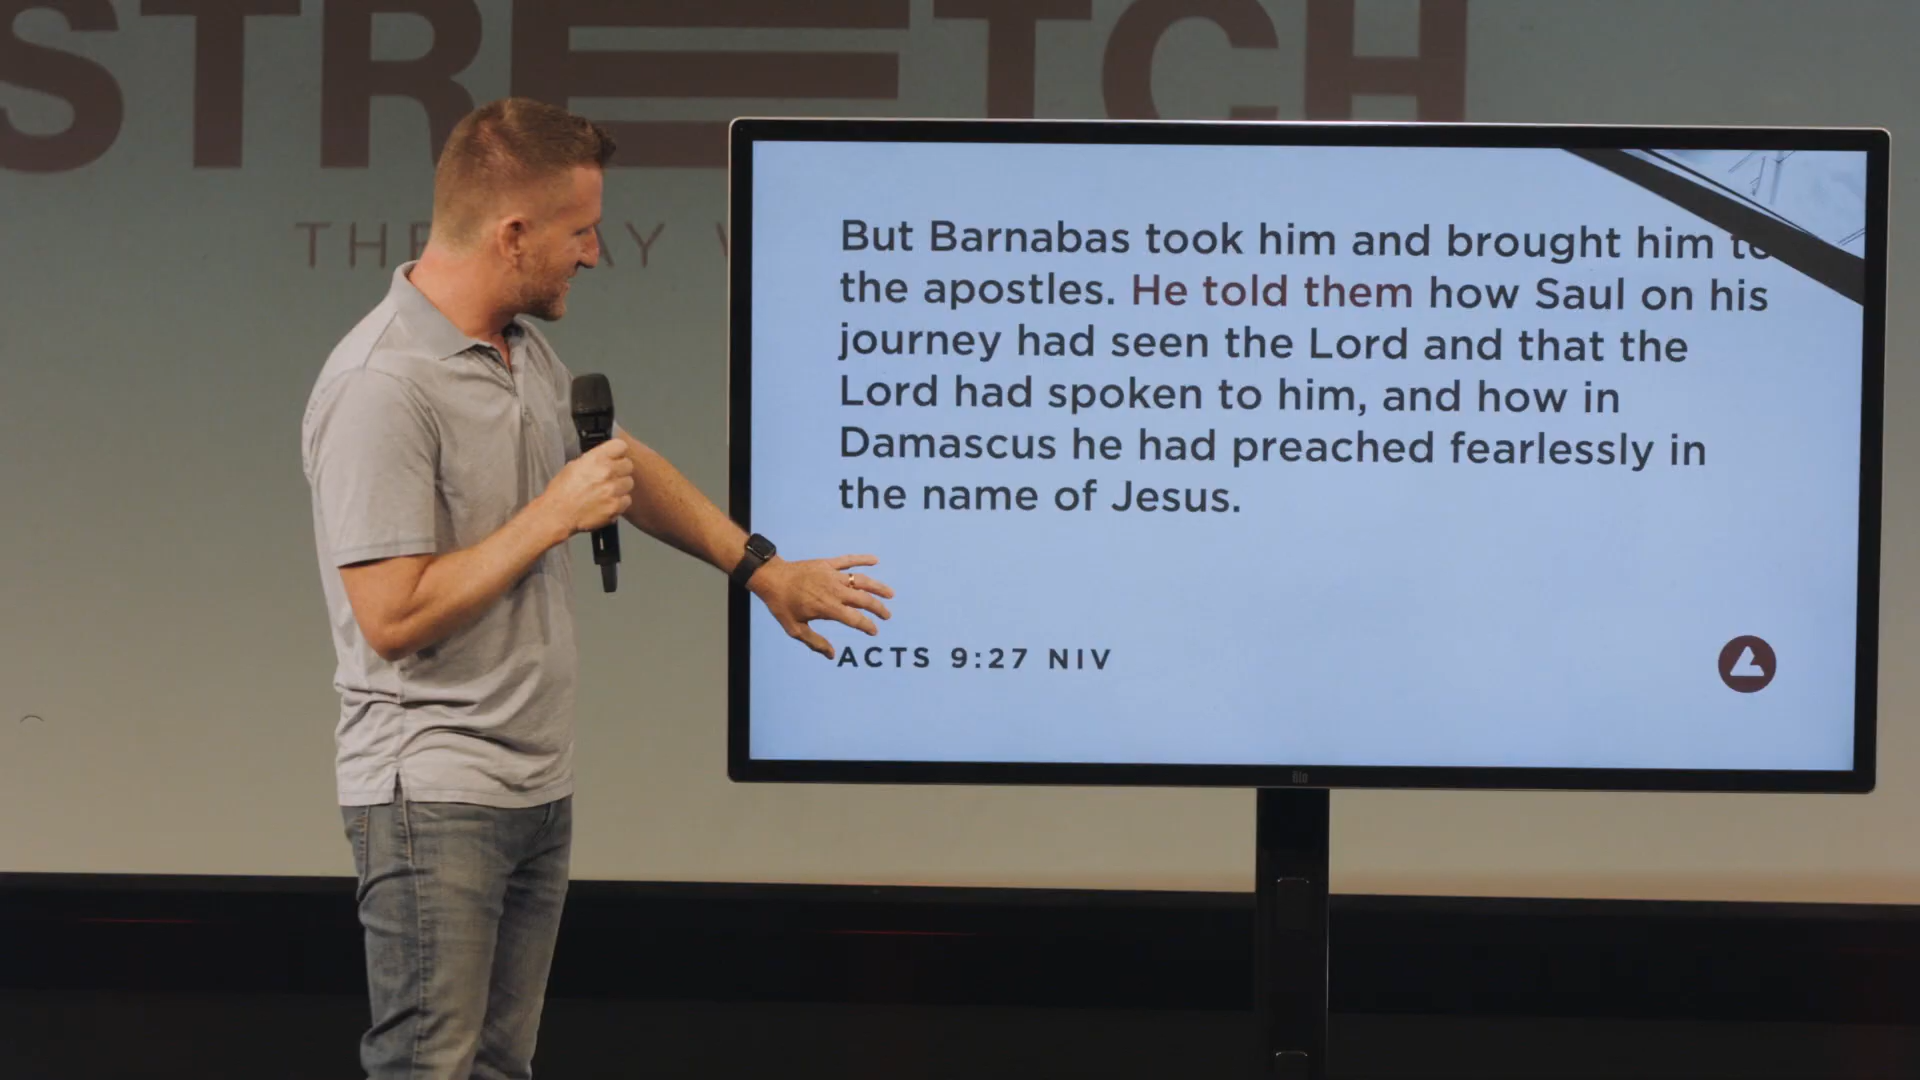 STRETCH
THE
But Barnabas took him and brought him to
the apostles. He told them how Saul on his
journey had seen the Lord and that the
Lord had spoken to him, and how in
Damascus he had preached fearlessly in
the name of Jesus.
ACTS 9:27 NIV